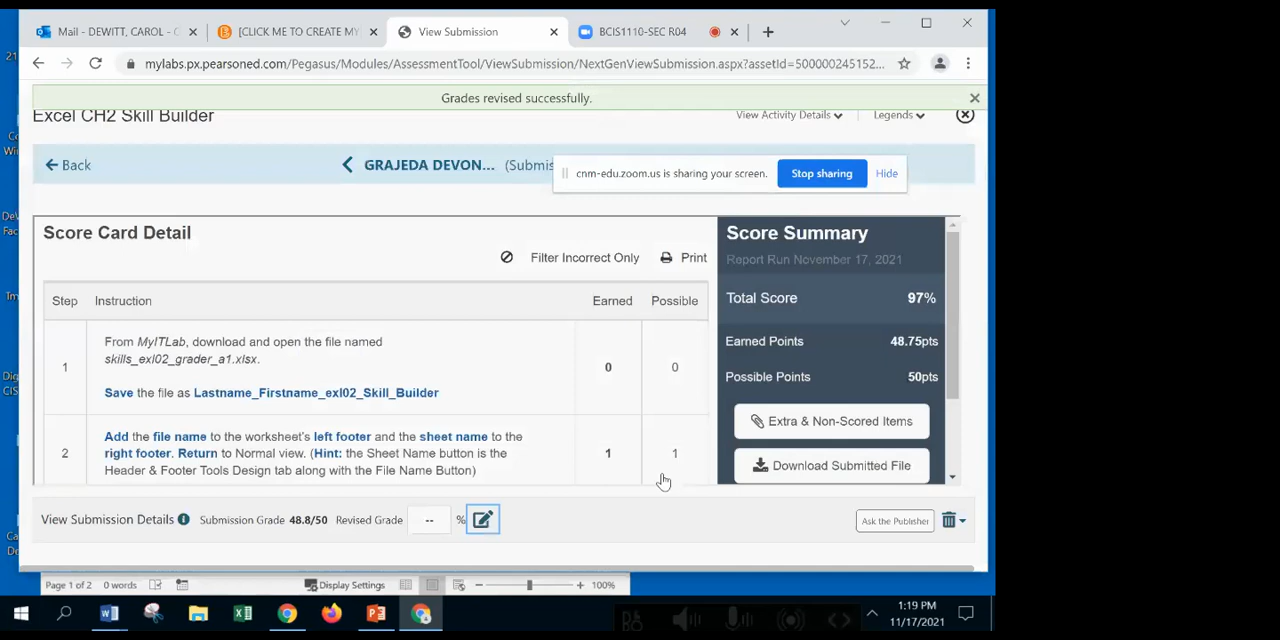 Mail - DEWITT, CAROL - C
[CLICK ME TO CREATE MY
View Submission
BCIS1110-SEC R04
mylabs.px.pearsoned.com/Pegasus/Modules/AssessmentTool/ViewSubmission/NextGenViewSubmission.aspx?assetId=500000245152...
Grades revised successfully.
Excel CH2 Skill Builder
View Activity Details
Legends
Back
GRAJEDA DEVON... (Submis
cnm-edu.zoom.us is sharing your screen.
Stop sharing
Hide
Score Card Detail
Filter Incorrect Only
Print
Step Instruction Earned Possible
1
From MyITLab, download and open the file named
skills_exl02_grader_a1.xlsx.
Save the file as Lastname_Firstname_exl02_Skill_Builder
0 0
2
Add the file name to the worksheet's left footer and the sheet name to the
right footer. Return to Normal view. (Hint: the Sheet Name button is the
Header & Footer Tools Design tab along with the File Name Button)
1 1
Score Summary
Report Run November 17, 2021
Total Score 97%
Earned Points 48.75pts
Possible Points 50pts
Extra & Non-Scored Items
Download Submitted File
View Submission Details Submission Grade 48.8/50 Revised Grade -- %
Ask the Publisher
Page 1 of 2 0 words
Display Settings
100%
1:19 PM
11/17/2021